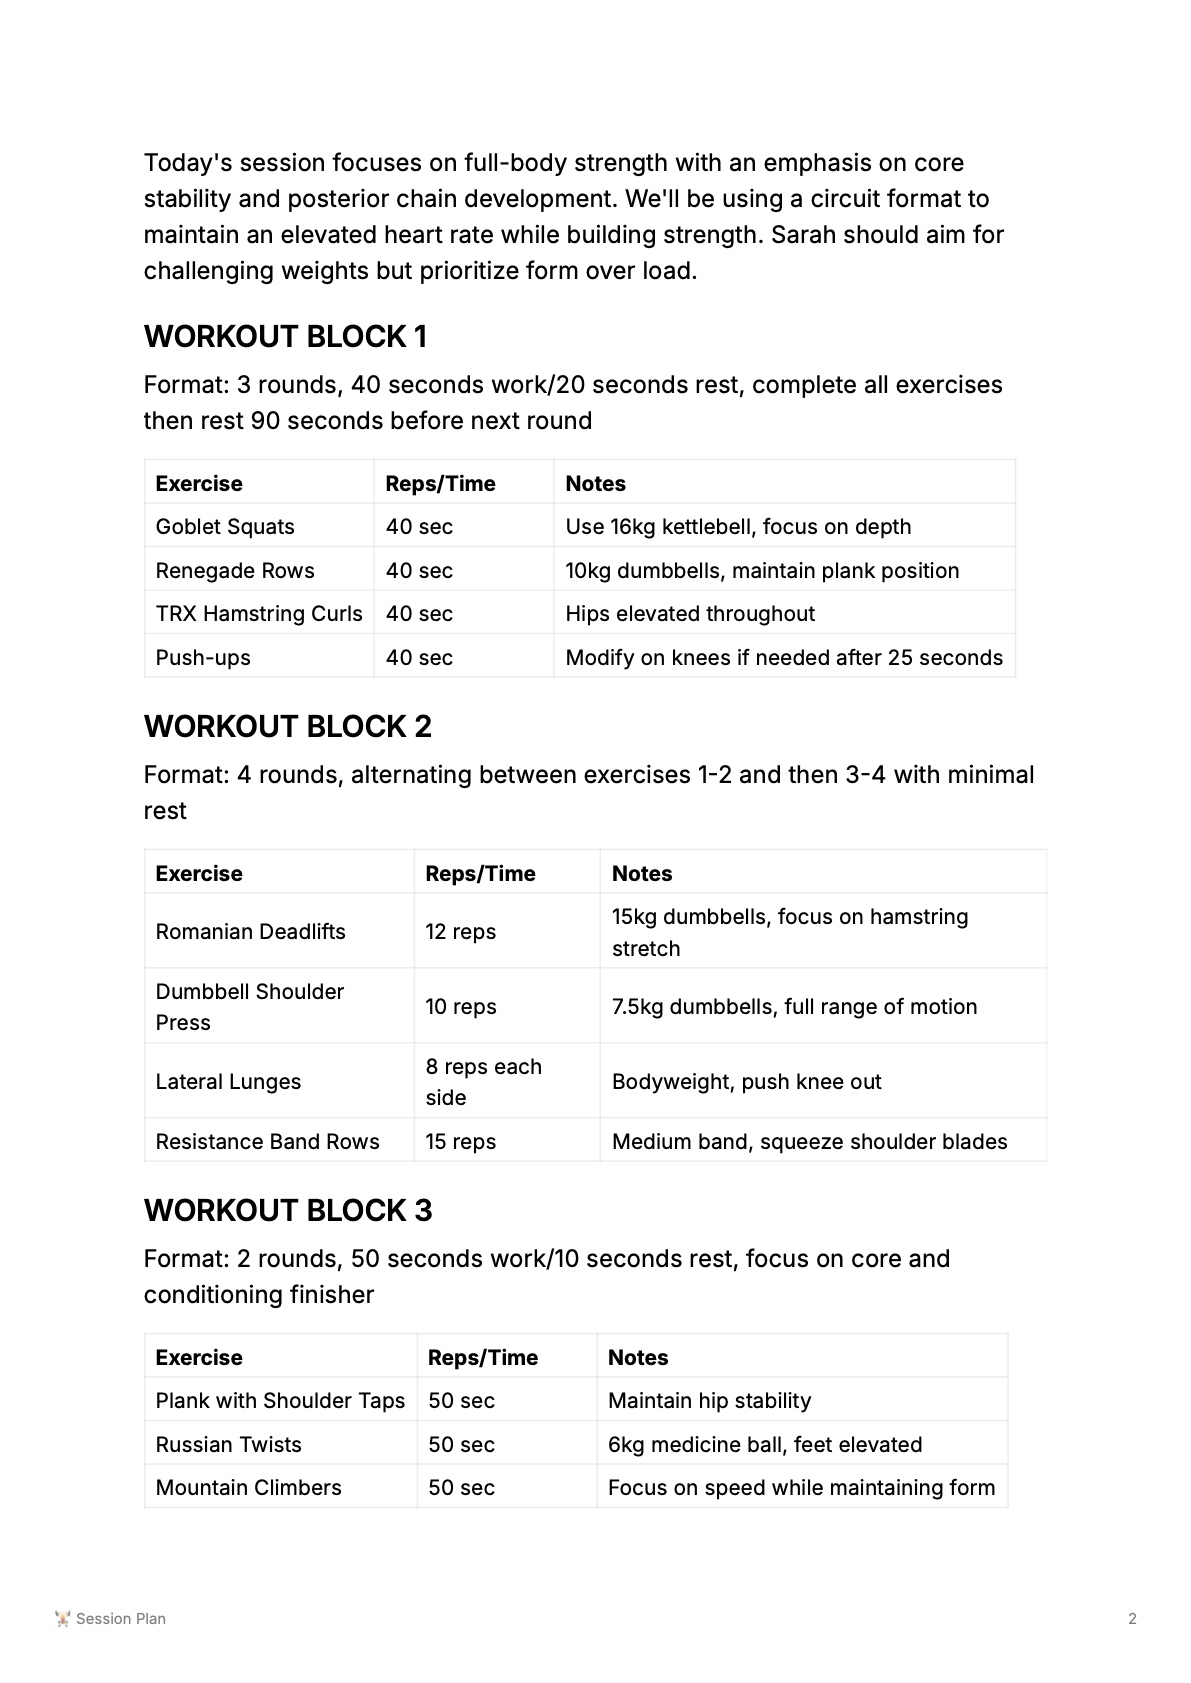 Today's session focuses on full-body strength with an emphasis on core
stability and posterior chain development. We'll be using a circuit format to
maintain an elevated heart rate while building strength. Sarah should aim for
challenging weights but prioritize form over load.
WORKOUT BLOCK 1
Format: 3 rounds, 40 seconds work/20 seconds rest, complete all exercises
then rest 90 seconds before next round
Exercise Reps/Time Notes
Goblet Squats 40 sec Use 16kg kettlebell, focus on depth
Renegade Rows 40 sec 10kg dumbbells, maintain plank position
TRX Hamstring Curls 40 sec Hips elevated throughout
Push-ups 40 sec Modify on knees if needed after 25 seconds
WORKOUT BLOCK 2
Format: 4 rounds, alternating between exercises 1-2 and then 3-4 with minimal
rest
Exercise Reps/Time Notes
Romanian Deadlifts 12 reps 15kg dumbbells, focus on hamstring
stretch
Dumbbell Shoulder
Press 10 reps 7.5kg dumbbells, full range of motion
Lateral Lunges 8 reps each
side Bodyweight, push knee out
Resistance Band Rows 15 reps Medium band, squeeze shoulder blades
WORKOUT BLOCK 3
Format: 2 rounds, 50 seconds work/10 seconds rest, focus on core and
conditioning finisher
Exercise Reps/Time Notes
Plank with Shoulder Taps 50 sec Maintain hip stability
Russian Twists 50 sec 6kg medicine ball, feet elevated
Mountain Climbers 50 sec Focus on speed while maintaining form
Session Plan 2